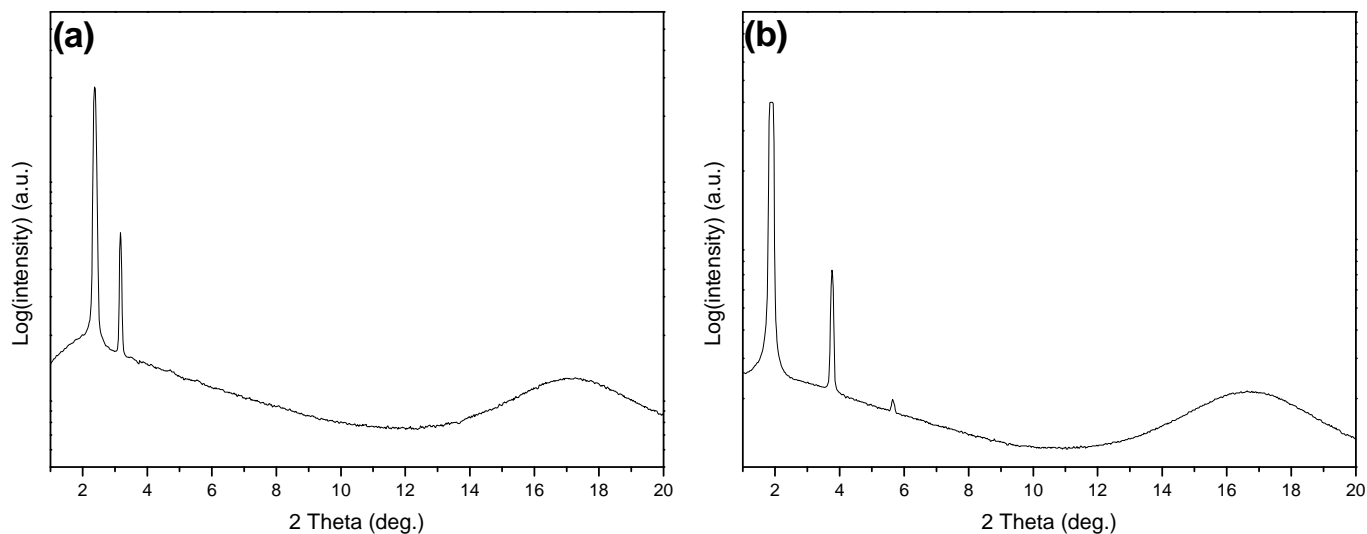 (a)
Log(intensity) (a.u.)
2 4 6 8 10 12 14 16 18 20
2 Theta (deg.)
(b)
Log(intensity) (a.u.)
2 4 6 8 10 12 14 16 18 20
2 Theta (deg.)